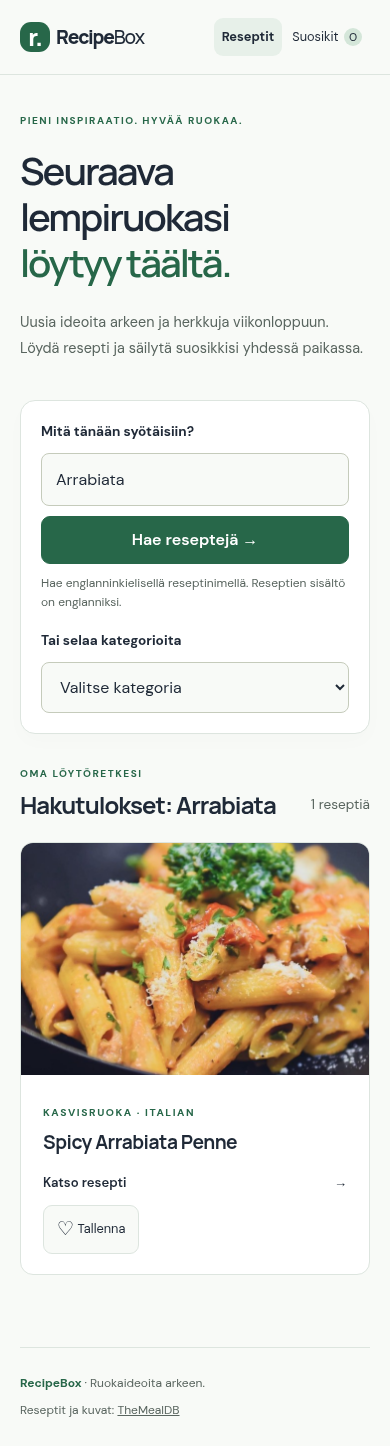 r. RecipeBox Reseptit Suosikit 0
PIENI INSPIRAATIO. HYVÄÄ RUOKAA.
Seuraava
lempiruokasi
löytyy täältä.
Uusia ideoita arkeen ja herkkuja viikonloppuun.
Löydä resepti ja säilytä suosikkisi yhdessä paikassa.
Mitä tänään syötäisiin?
Arrabiata
Hae reseptejä →
Hae englanninkielisellä reseptinimellä. Reseptien sisältö
on englanniksi.
Tai selaa kategorioita
Valitse kategoria
OMA LÖYTÖRETKESI
Hakutulokset: Arrabiata 1 reseptiä
KASVISRUOKA · ITALIAN
Spicy Arrabiata Penne
Katso resepti →
♡ Tallenna
RecipeBox · Ruokaideoita arkeen.
Reseptit ja kuvat: TheMealDB